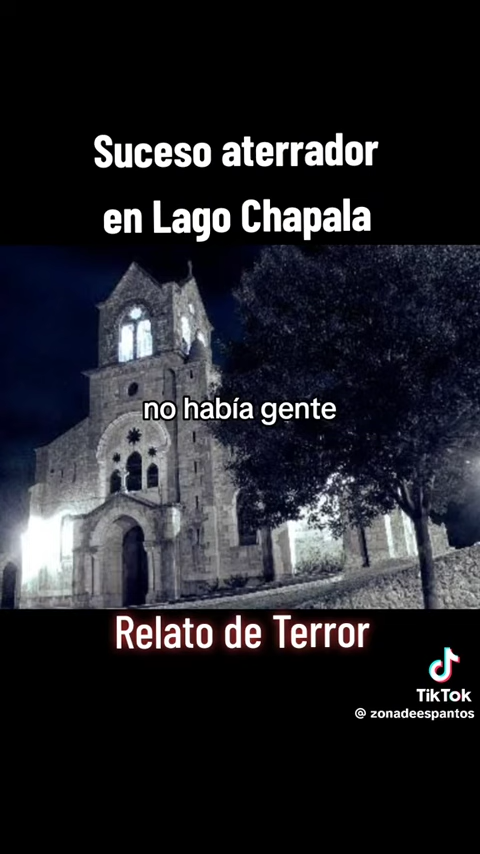 Suceso aterrador
en Lago Chapala
no había gente
Relato de Terror
TikTok
@ zonadeespantos